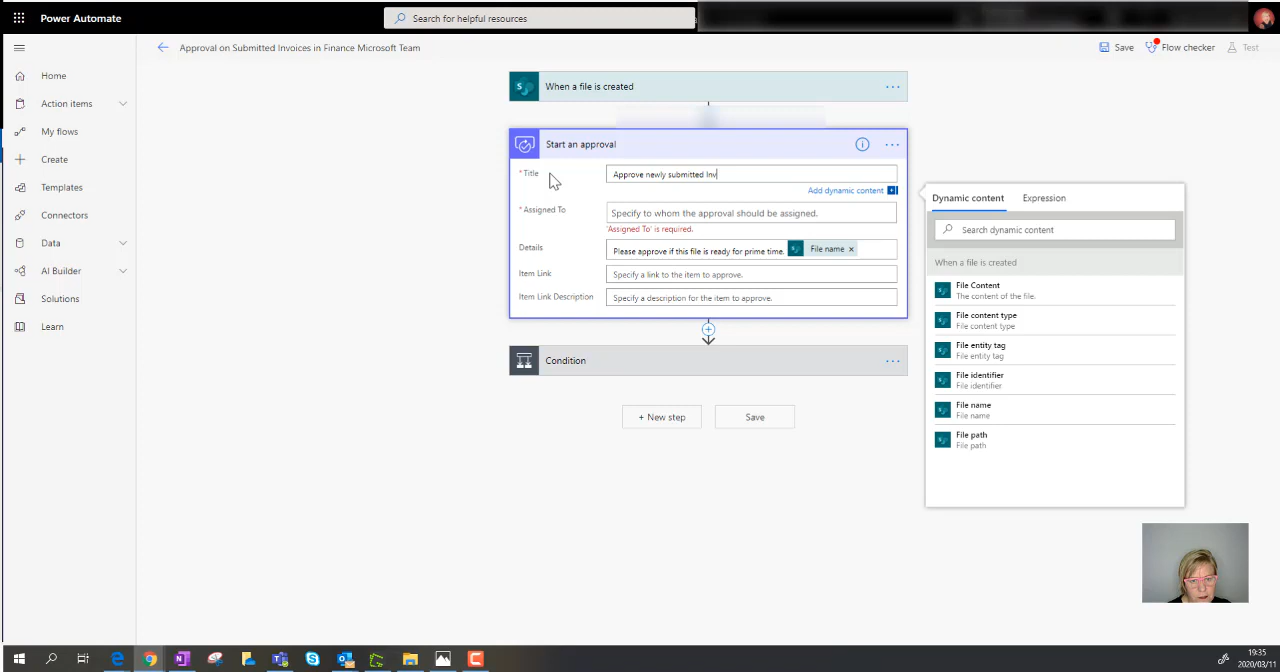 Power Automate
Search for helpful resources
Approval on Submitted Invoices in Finance Microsoft Team
Save
Flow checker
Test
Home
Action items
My flows
Create
Templates
Connectors
Data
AI Builder
Solutions
Learn
When a file is created
Start an approval
* Title
Approve newly submitted Inv
Add dynamic content
* Assigned To
Specify to whom the approval should be assigned.
'Assigned To' is required.
Details
Please approve if this file is ready for prime time. File name ×
Item Link
Specify a link to the item to approve.
Item Link Description
Specify a description for the item to approve.
Condition
+ New step
Save
Dynamic content
Expression
Search dynamic content
When a file is created
File Content
The content of the file.
File content type
File content type
File entity tag
File entity tag
File identifier
File identifier
File name
File name
File path
File path
19:35
2020/03/11